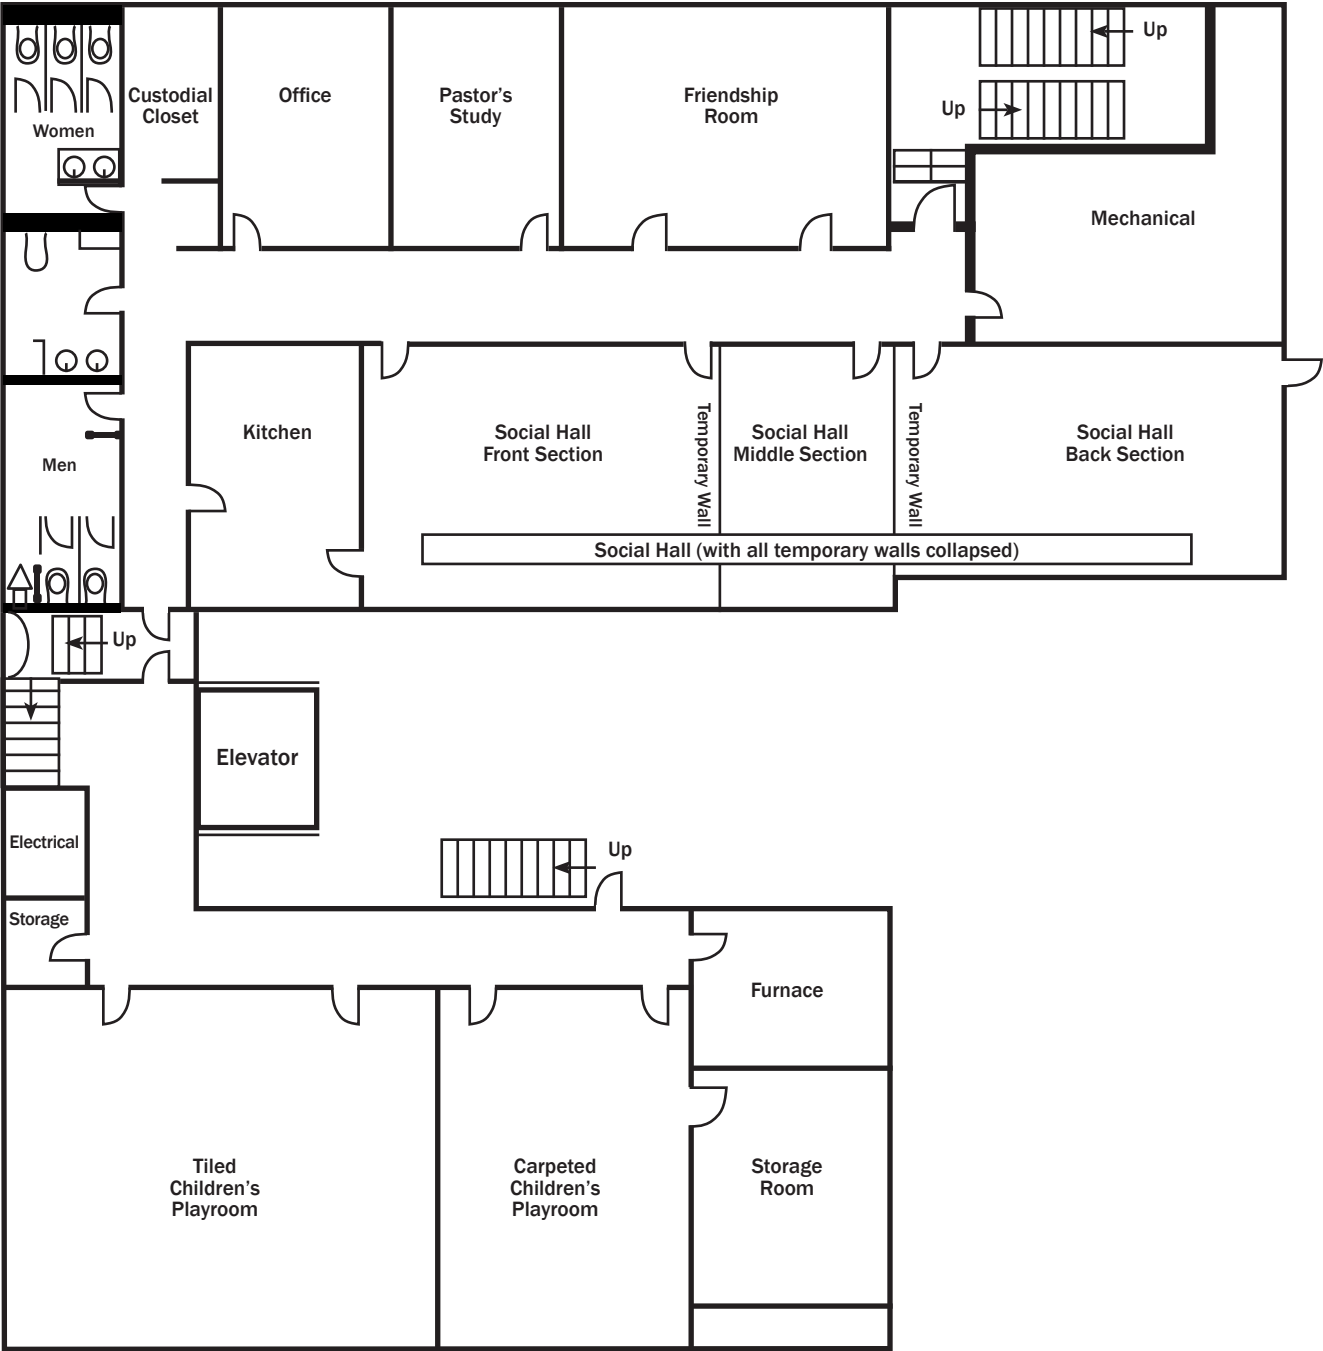 Up
Custodial
Closet
Office
Pastor's
Study
Friendship
Room
Up
Women
Mechanical
Kitchen
Social Hall
Front Section
Temporary Wall
Social Hall
Middle Section
Temporary Wall
Social Hall
Back Section
Men
Social Hall (with all temporary walls collapsed)
Up
Elevator
Electrical
Up
Storage
Furnace
Tiled
Children's
Playroom
Carpeted
Children's
Playroom
Storage
Room